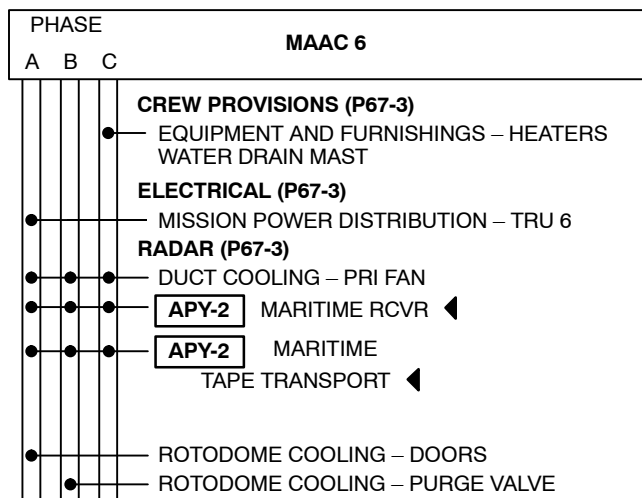 PHASE
MAAC 6
A B C
CREW PROVISIONS (P67-3)
EQUIPMENT AND FURNISHINGS – HEATERS
WATER DRAIN MAST
ELECTRICAL (P67-3)
MISSION POWER DISTRIBUTION – TRU 6
RADAR (P67-3)
DUCT COOLING – PRI FAN
APY-2 MARITIME RCVR
APY-2 MARITIME
TAPE TRANSPORT
ROTODOME COOLING – DOORS
ROTODOME COOLING – PURGE VALVE